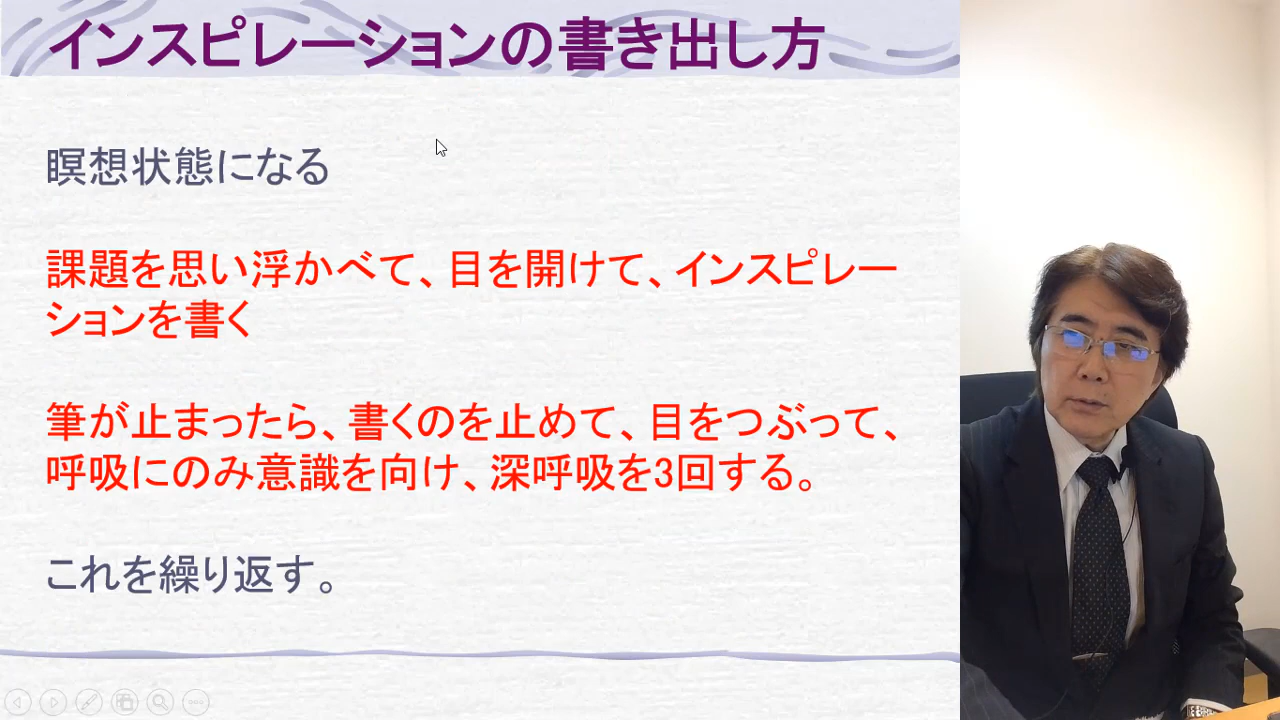 インスピレーションの書き出し方
瞑想状態になる
課題を思い浮かべて、目を開けて、インスピレー
ションを書く
筆が止まったら、書くのを止めて、目をつぶって、
呼吸にのみ意識を向け、深呼吸を3回する。
これを繰り返す。